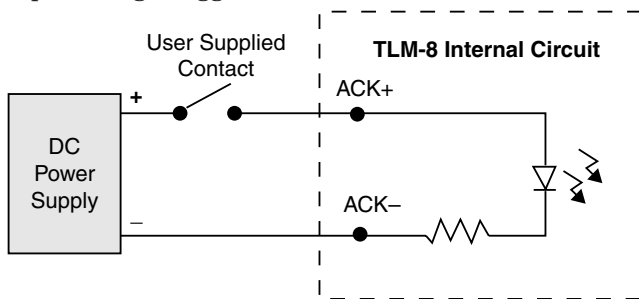 User Supplied
Contact
TLM-8 Internal Circuit
ACK+
+
DC
Power
Supply
ACK–
–